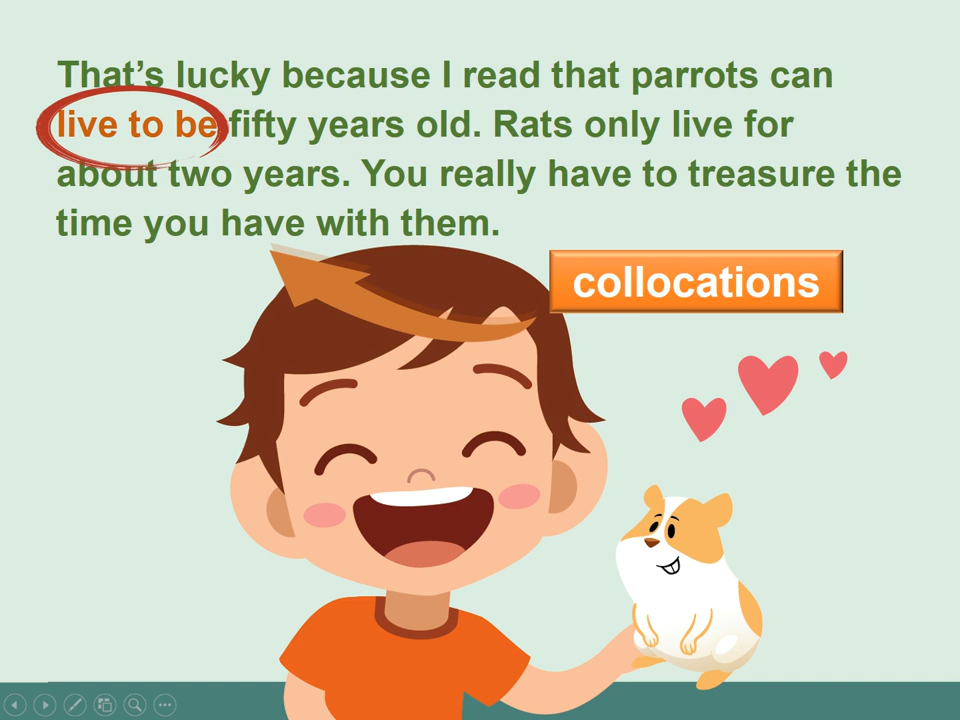 That’s lucky because I read that parrots can
live to be fifty years old. Rats only live for
about two years. You really have to treasure the
time you have with them.
collocations